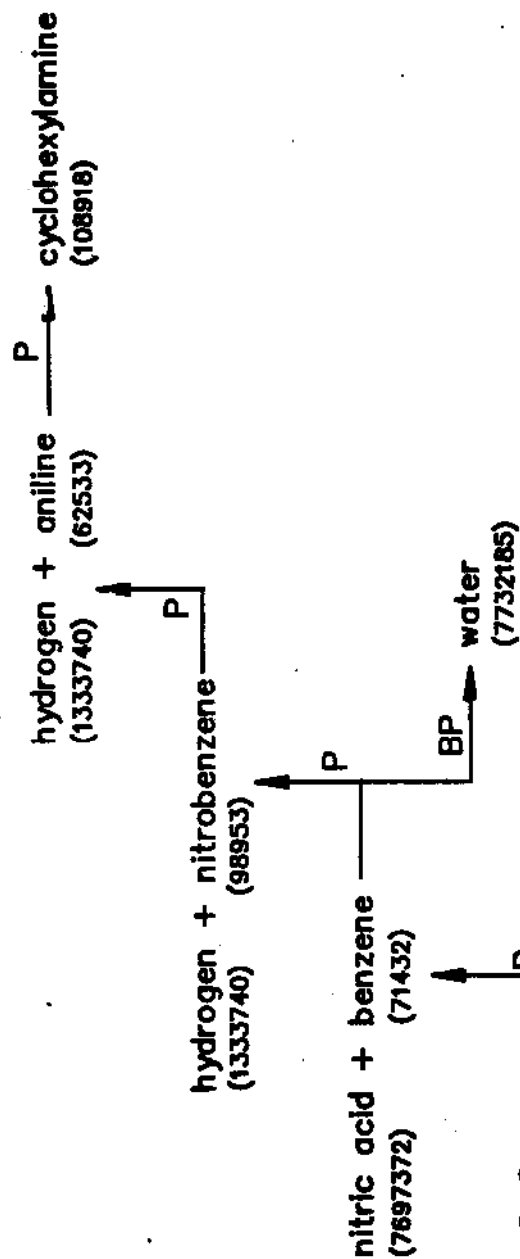 hydrogen + aniline P cyclohexylamine
(1333740) (62533) (108918)
P
hydrogen + nitrobenzene
(1333740) (98953)
P
nitric acid + benzene
(7697372) (71432)
BP water
(7732185)